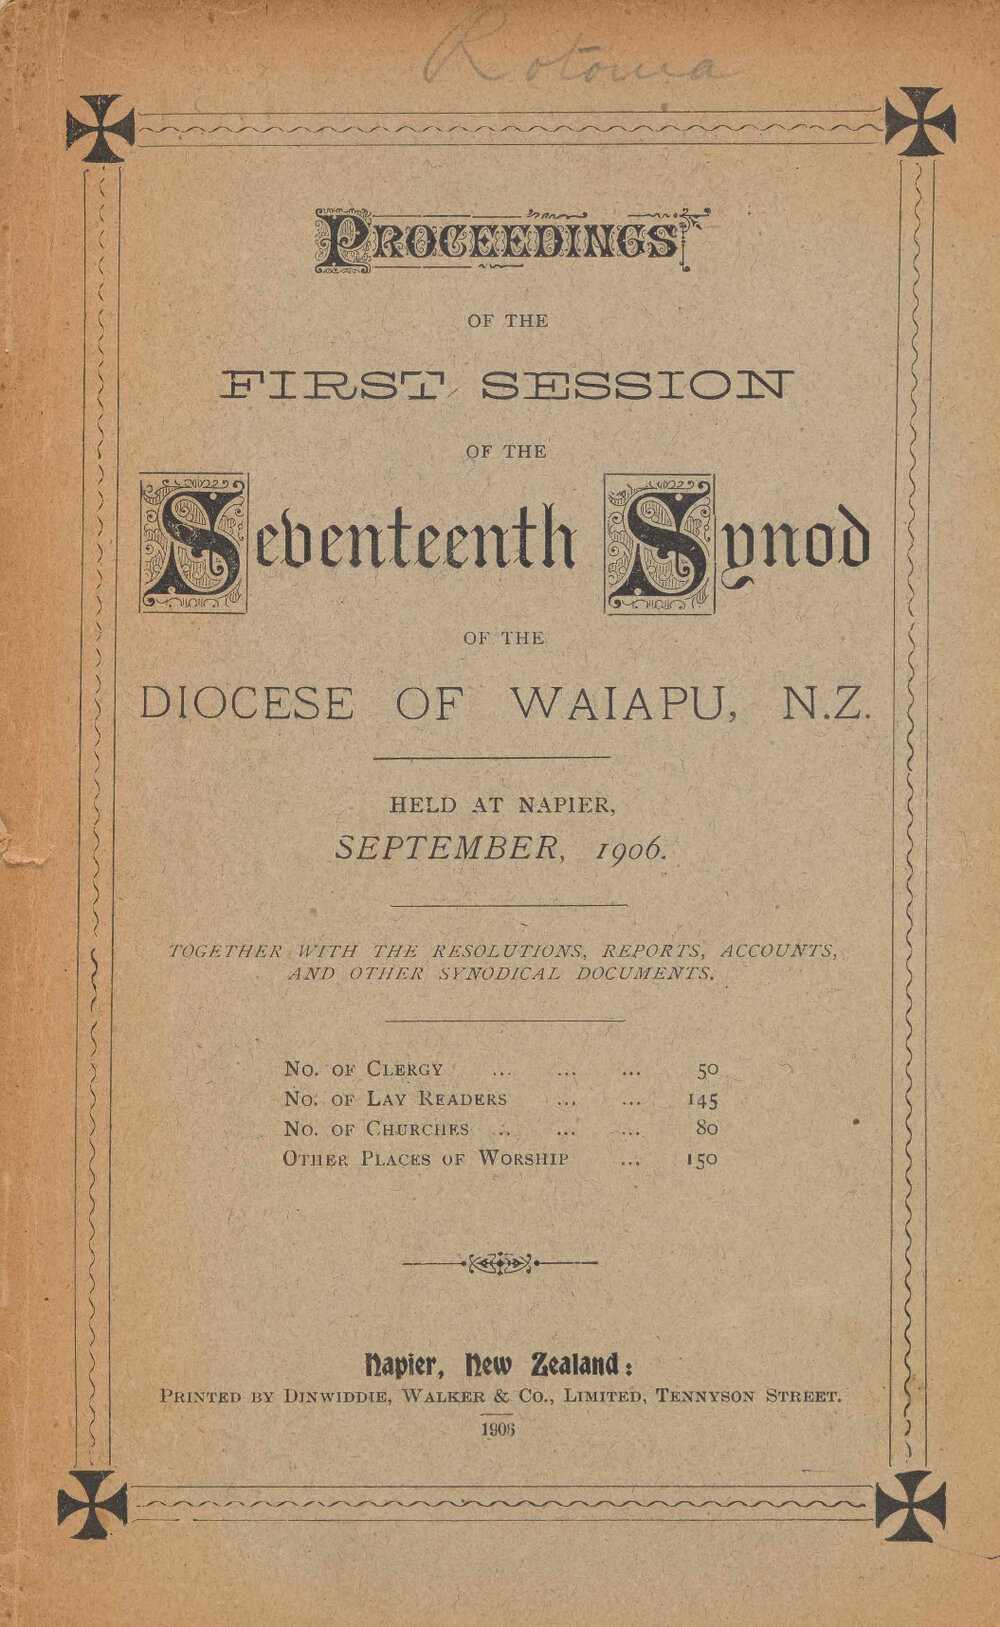 Rotorua
PROCEEDINGS
OF THE
FIRST SESSION
OF THE
Seventeenth Synod
OF THE
DIOCESE OF WAIAPU, N.Z.
HELD AT NAPIER,
SEPTEMBER, 1906.
TOGETHER WITH THE RESOLUTIONS, REPORTS, ACCOUNTS,
AND OTHER SYNODICAL DOCUMENTS.
NO. OF CLERGY ... ... ... 50
NO. OF LAY READERS ... ... 145
NO. OF CHURCHES ... ... ... 80
OTHER PLACES OF WORSHIP ... 150
Napier, New Zealand:
PRINTED BY DINWIDDIE, WALKER & CO., LIMITED, TENNYSON STREET.
1906